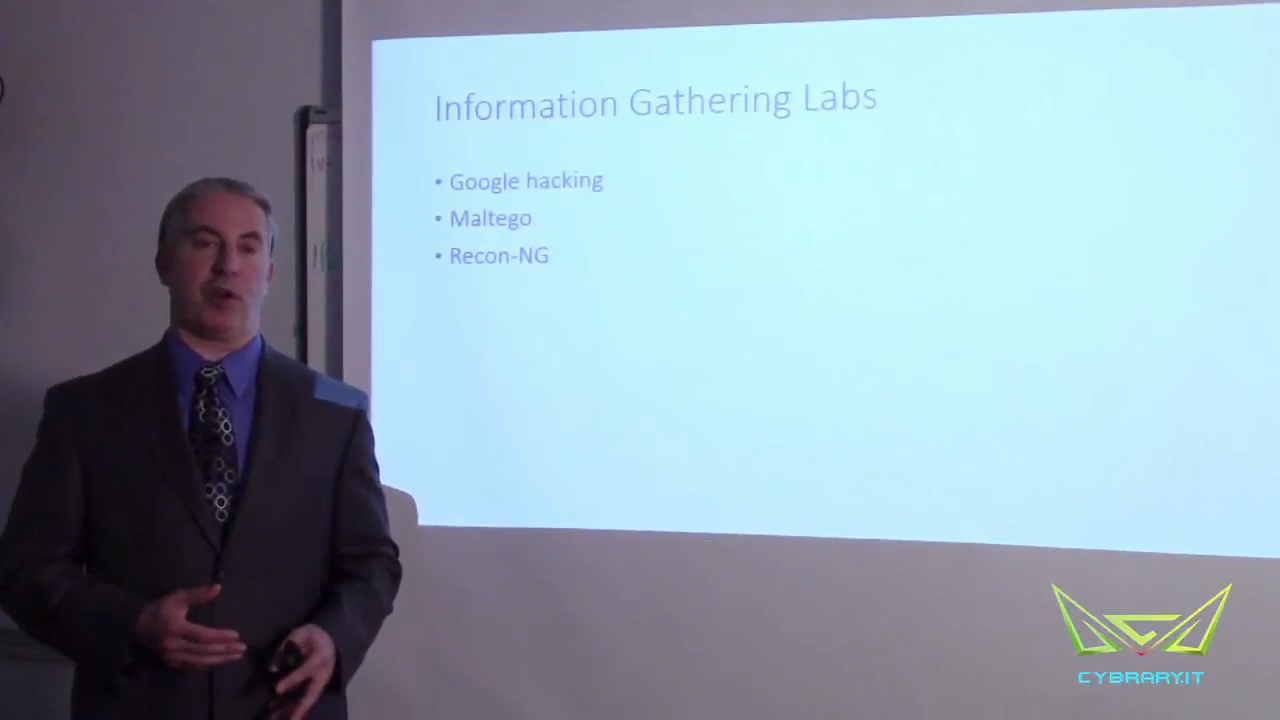 Information Gathering Labs
• Google hacking
• Maltego
• Recon-NG
CYBRARY.IT